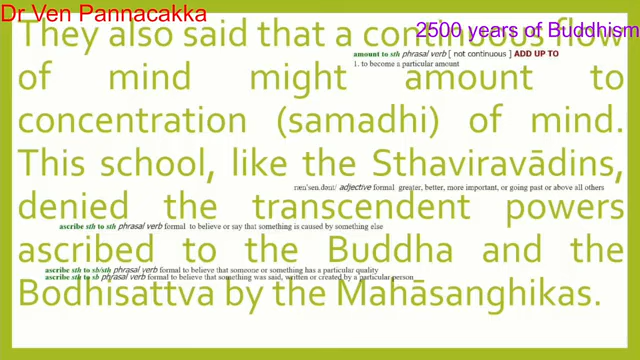 Dr Ven Pannacakka
2500 years of Buddhism
They also said that a continuous flow
amount to sth phrasal verb [ not continuous ] ADD UP TO
1. to become a particular amount
of mind might amount to
concentration (samadhi) of mind.
This school, like the Sthaviravādins,
ræn'sen.dənt/ adjective formal greater, better, more important, or going past or above all others
denied the transcendent powers
ascribe sth to sth phrasal verb formal to believe or say that something is caused by something else
ascribed to the Buddha and the
ascribe sth to sb/sth phrasal verb formal to believe that someone or something has a particular quality
ascribe sth to sb phrasal verb formal to believe that something was said, written or created by a particular person
Bodhisattva by the Mahāsanghikas.